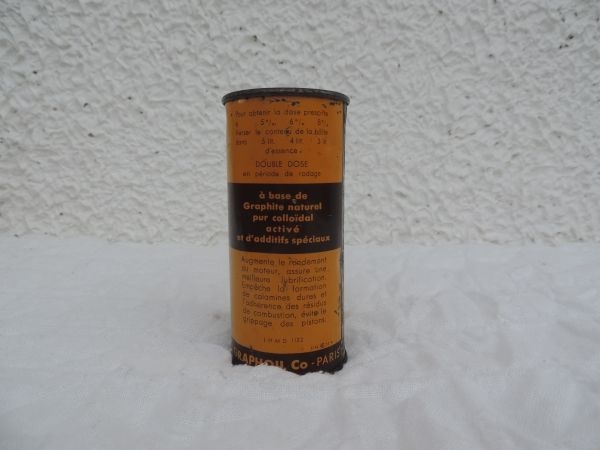 Pour obtenir la dose prescrite
à 5% 6% 8%
Verser le contenu de la boîte
dans 5 lit. 4 lit. 3 lit.
d'essence.
DOUBLE DOSE
en période de rodage
à base de
Graphite naturel
pur colloïdal
activé
et d'additifs spéciaux
Augmente le rendement
du moteur, assure une
meilleure lubrification.
Empêche la formation
de calamines dures et
l'adhérence des résidus
de combustion, évite le
grippage des pistons.
GRAPHOIL Co - PARIS